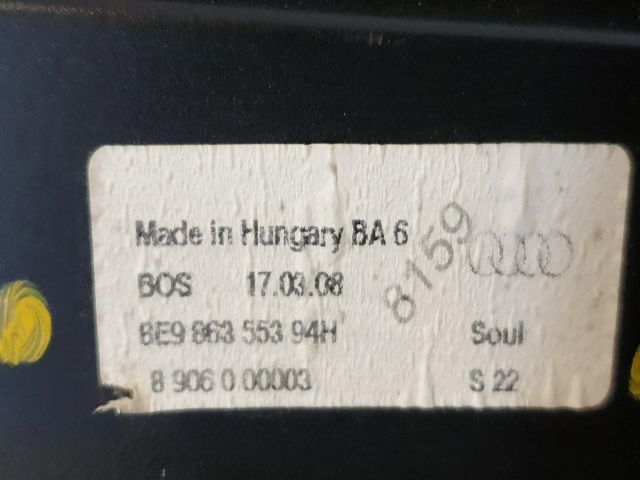 Made in Hungary BA 6
8159
BOS 17.03.08
8E9 863 553 94H Soul
8 906 0 00003 S 22